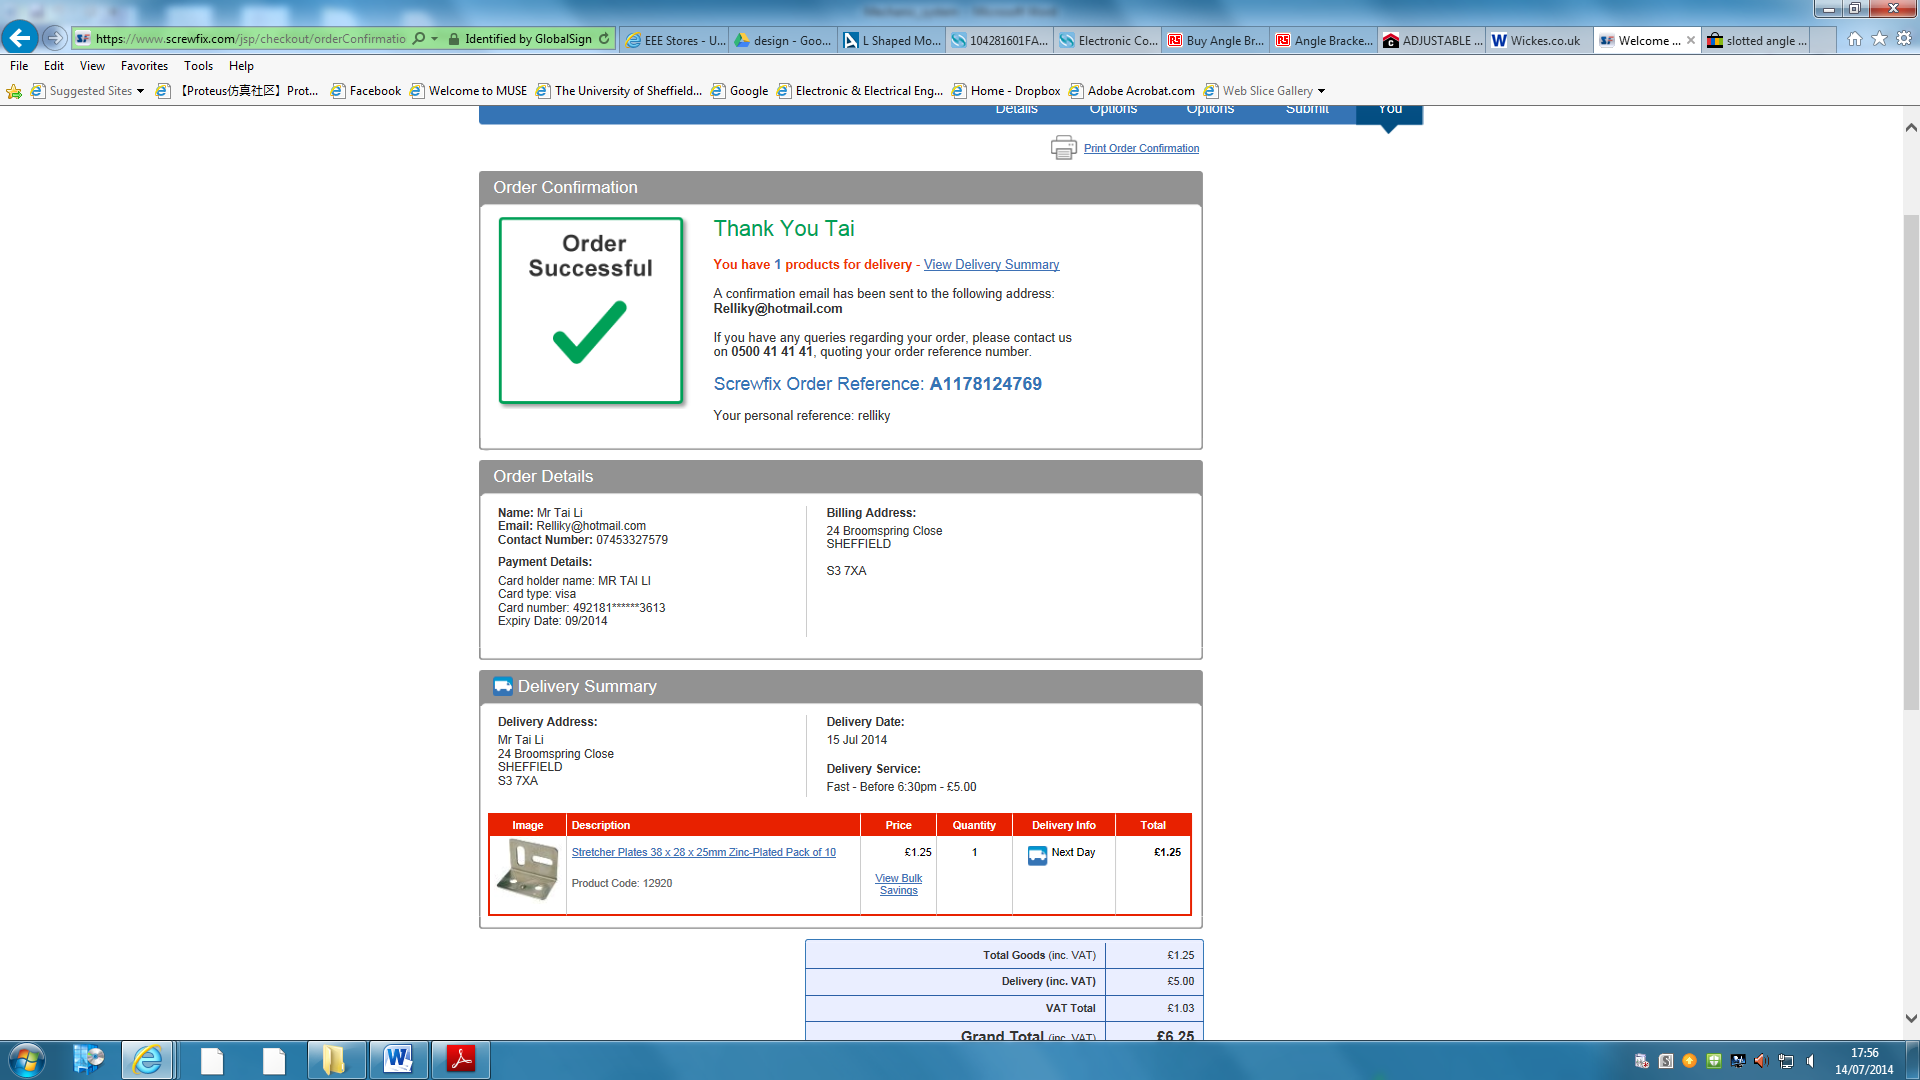 https://www.screwfix.com/jsp/checkout/orderConfirmatio
Identified by GlobalSign
EEE Stores - U...
design - Goo...
L Shaped Mo...
104281601FA...
Electronic Co...
Buy Angle Br...
Angle Bracke...
ADJUSTABLE ...
Wickes.co.uk
Welcome ...
slotted angle ...
File Edit View Favorites Tools Help
Suggested Sites
【Proteus仿真社区】Prot...
Facebook
Welcome to MUSE
The University of Sheffield...
Google
Electronic & Electrical Eng...
Home - Dropbox
Adobe Acrobat.com
Web Slice Gallery
Details Options Options Submit You
Print Order Confirmation
Order Confirmation
Order
Successful
Thank You Tai
You have 1 products for delivery - View Delivery Summary
A confirmation email has been sent to the following address:
Relliky@hotmail.com
If you have any queries regarding your order, please contact us
on 0500 41 41 41, quoting your order reference number.
Screwfix Order Reference: A1178124769
Your personal reference: relliky
Order Details
Name: Mr Tai Li
Email: Relliky@hotmail.com
Contact Number: 07453327579
Payment Details:
Card holder name: MR TAI LI
Card type: visa
Card number: 492181******3613
Expiry Date: 09/2014
Billing Address:
24 Broomspring Close
SHEFFIELD
S3 7XA
Delivery Summary
Delivery Address:
Mr Tai Li
24 Broomspring Close
SHEFFIELD
S3 7XA
Delivery Date:
15 Jul 2014
Delivery Service:
Fast - Before 6:30pm - £5.00
Image Description Price Quantity Delivery Info Total
Stretcher Plates 38 x 28 x 25mm Zinc-Plated Pack of 10 £1.25 1 Next Day £1.25
Product Code: 12920
View Bulk
Savings
Total Goods (inc. VAT) £1.25
Delivery (inc. VAT) £5.00
VAT Total £1.03
Grand Total (inc. VAT) £6.25
17:56
14/07/2014